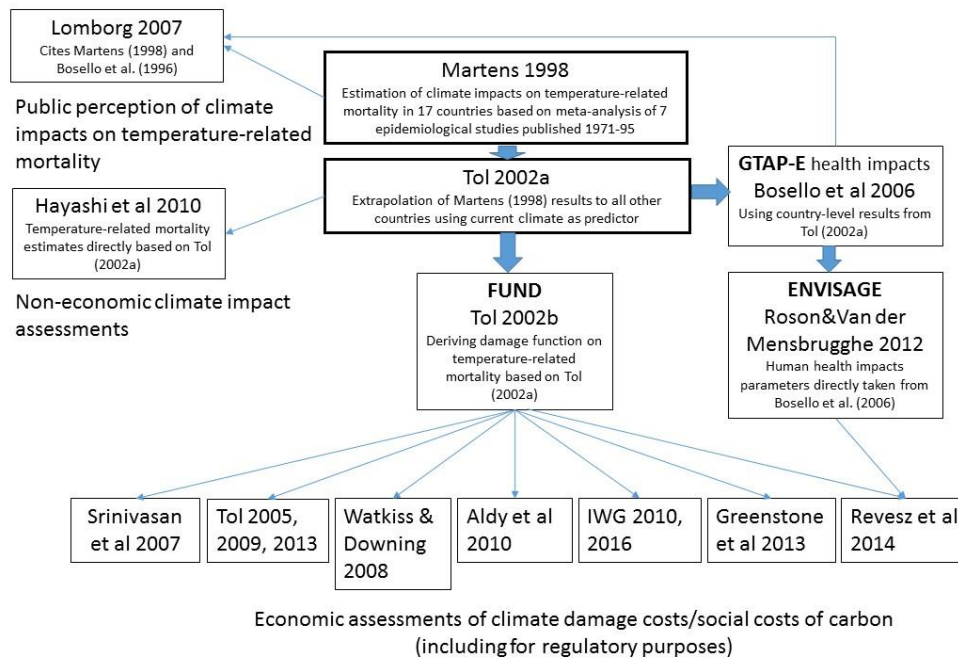 Lomborg 2007
Cites Martens (1998) and
Bosello et al. (1996)
Public perception of climate
impacts on temperature-related
mortality
Martens 1998
Estimation of climate impacts on temperature-related
mortality in 17 countries based on meta-analysis of 7
epidemiological studies published 1971-95
Tol 2002a
Extrapolation of Martens (1998) results to all other
countries using current climate as predictor
GTAP-E health impacts
Bosello et al 2006
Using country-level results from
Tol (2002a)
Hayashi et al 2010
Temperature-related mortality
estimates directly based on Tol
(2002a)
Non-economic climate impact
assessments
FUND
Tol 2002b
Deriving damage function on
temperature-related
mortality based on Tol
(2002a)
ENVISAGE
Roson&Van der
Mensbrugghe 2012
Human health impacts
parameters directly taken from
Bosello et al. (2006)
Srinivasan
et al 2007
Tol 2005,
2009, 2013
Watkiss &
Downing
2008
Aldy et al
2010
IWG 2010,
2016
Greenstone
et al 2013
Revesz et al
2014
Economic assessments of climate damage costs/social costs of carbon
(including for regulatory purposes)